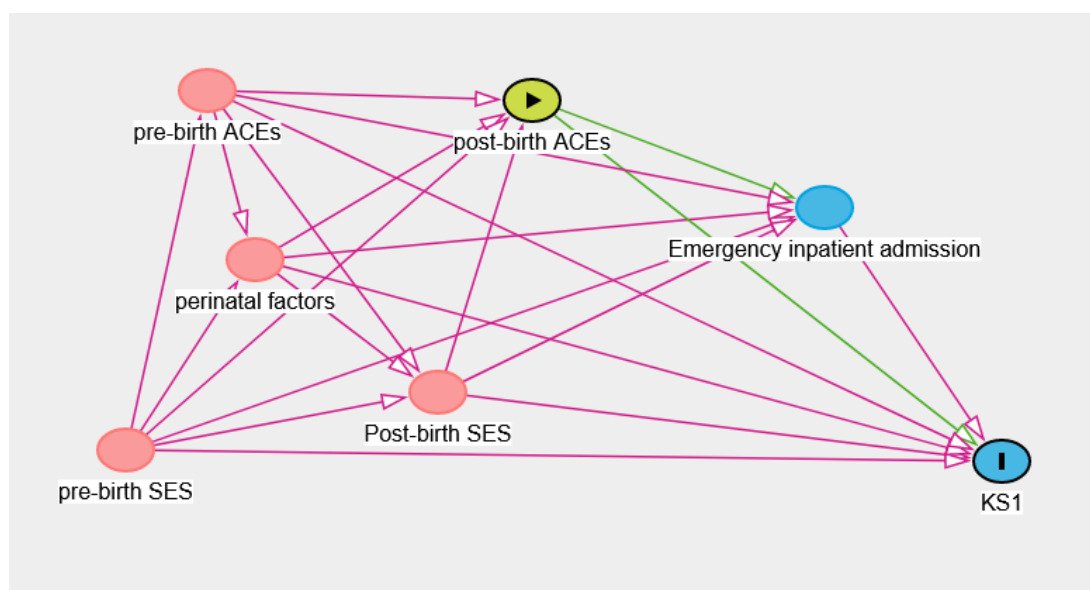 pre-birth ACEs
post-birth ACEs
Emergency inpatient admission
perinatal factors
Post-birth SES
pre-birth SES
KS1